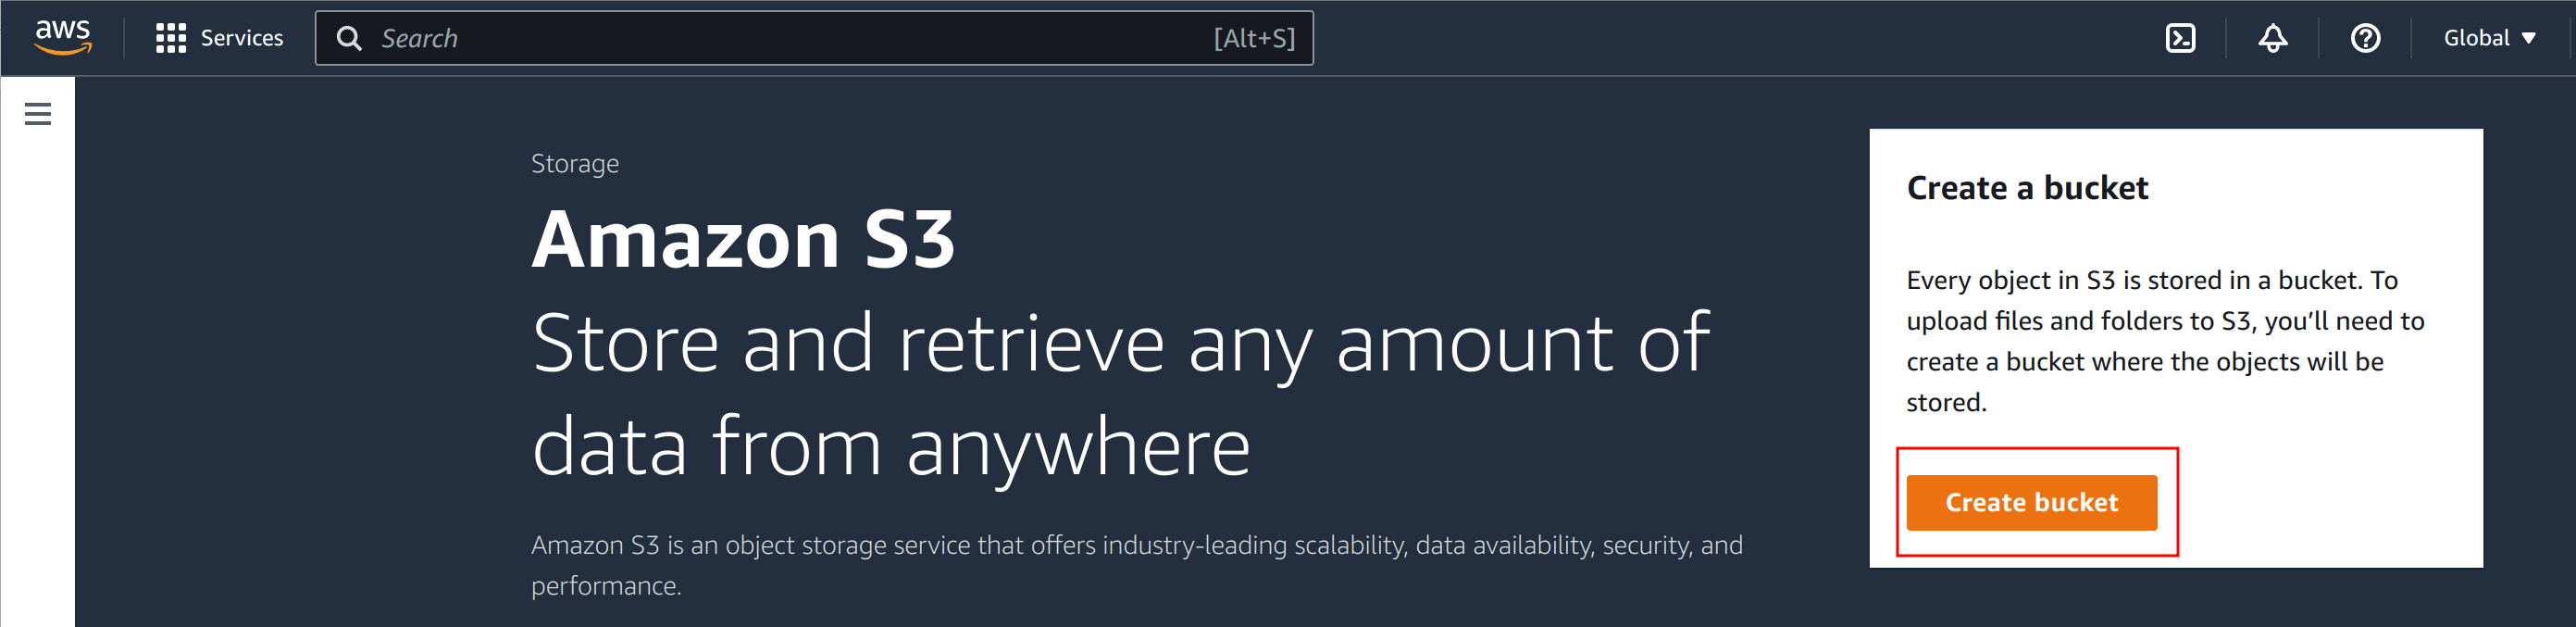 aws
Services
Search
[Alt+S]
Global
Storage
Amazon S3
Store and retrieve any amount of
data from anywhere
Amazon S3 is an object storage service that offers industry-leading scalability, data availability, security, and
performance.
Create a bucket
Every object in S3 is stored in a bucket. To
upload files and folders to S3, you’ll need to
create a bucket where the objects will be
stored.
Create bucket